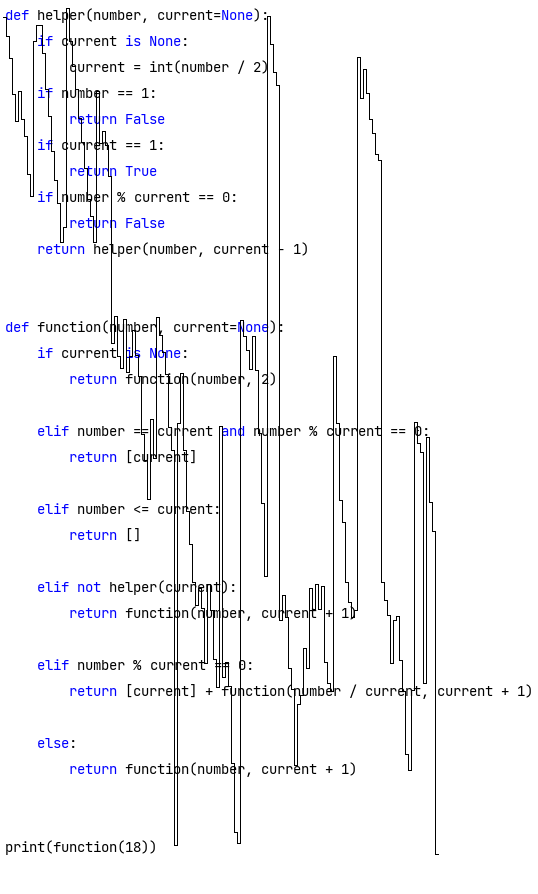 def helper(number, current=None):
    if current is None:
        current = int(number / 2)
    if number == 1:
        return False
    if current == 1:
        return True
    if number % current == 0:
        return False
    return helper(number, current - 1)
def function(number, current=None):
    if current is None:
        return function(number, 2)
    elif number == current and number % current == 0:
        return [current]
    elif number <= current:
        return []
    elif not helper(current):
        return function(number, current + 1)
    elif number % current == 0:
        return [current] + function(number / current, current + 1)
    else:
        return function(number, current + 1)
print(function(18))